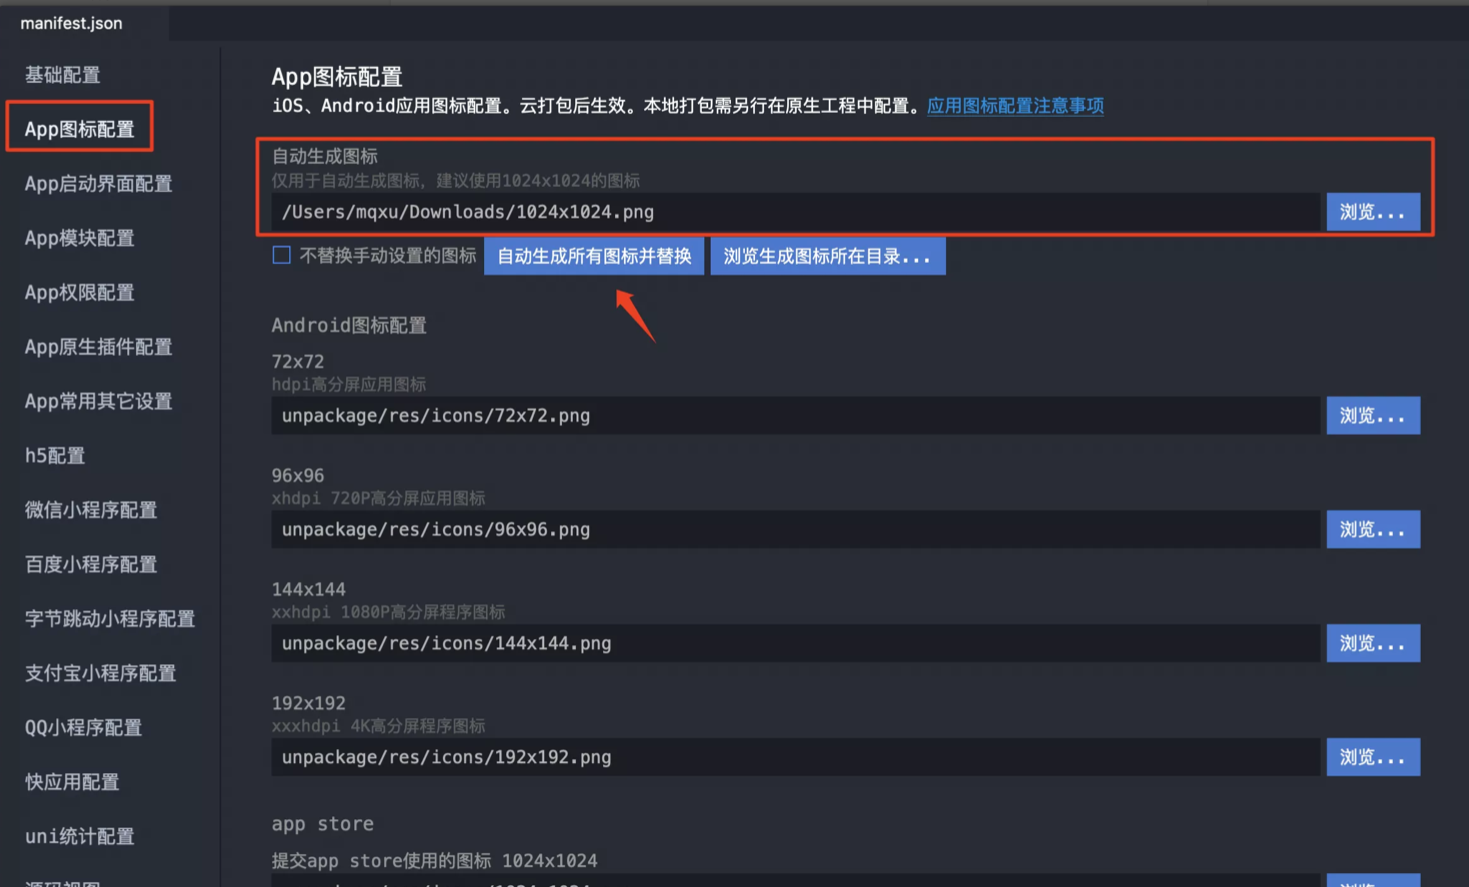 manifest.json
基础配置
App图标配置
App启动界面配置
App模块配置
App权限配置
App原生插件配置
App常用其它设置
h5配置
微信小程序配置
百度小程序配置
字节跳动小程序配置
支付宝小程序配置
QQ小程序配置
快应用配置
uni统计配置
源码视图
App图标配置
iOS、Android应用图标配置。云打包后生效。本地打包需另行在原生工程中配置。 应用图标配置注意事项
自动生成图标
仅用于自动生成图标，建议使用1024x1024的图标
/Users/mqxu/Downloads/1024x1024.png 浏览...
不替换手动设置的图标 自动生成所有图标并替换 浏览生成图标所在目录...
Android图标配置
72x72
hdpi高分屏应用图标
unpackage/res/icons/72x72.png 浏览...
96x96
xhdpi 720P高分屏应用图标
unpackage/res/icons/96x96.png 浏览...
144x144
xxhdpi 1080P高分屏程序图标
unpackage/res/icons/144x144.png 浏览...
192x192
xxxhdpi 4K高分屏程序图标
unpackage/res/icons/192x192.png 浏览...
app store
提交app store使用的图标 1024x1024